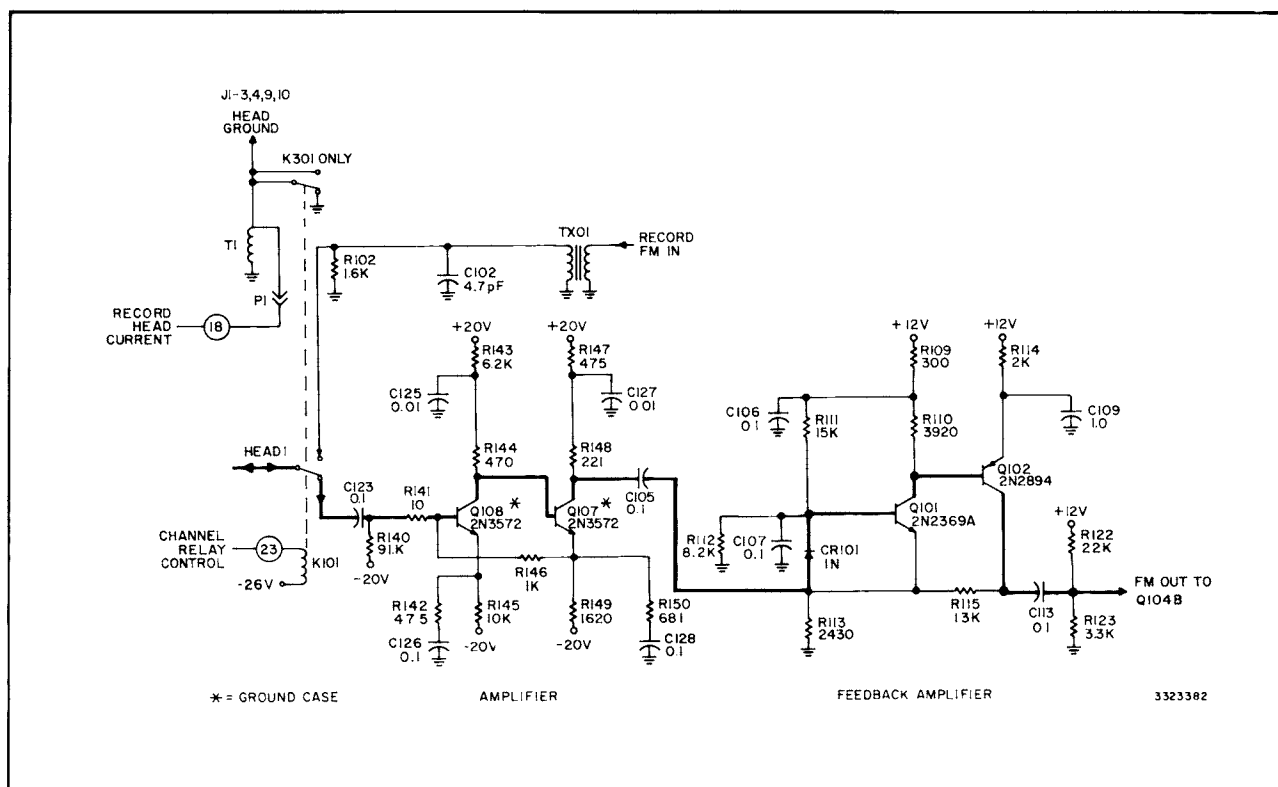 J1-3,4,9,10
HEAD
GROUND
K301 ONLY
T1
P1
RECORD
HEAD
CURRENT
18
R102
1.6K
C102
4.7pF
TX01
RECORD
FM IN
+20V
R143
6.2K
C125
0.01
R144
470
+20V
R147
475
C127
0.01
R148
221
C105
0.1
HEAD 1
C123
0.1
R141
10
R140
91K
-20V
Q108 *
2N3572
Q107 *
2N3572
R146
1K
CHANNEL
RELAY
CONTROL
23
K101
-26V
R142
47.5
C126
0.1
R145
10K
-20V
R149
1620
-20V
R150
681
C128
0.1
+12V
R109
300
+12V
R114
2K
C106
0.1
R111
15K
R110
3920
C109
1.0
Q102
2N2894
Q101
2N2369A
R112
8.2K
C107
0.1
CR101
1N
R113
2430
R115
C113
+12V
R122
R123
3.3K
FM OUT TO
Q104B
* = GROUND CASE
AMPLIFIER
FEEDBACK AMPLIFIER
3323382